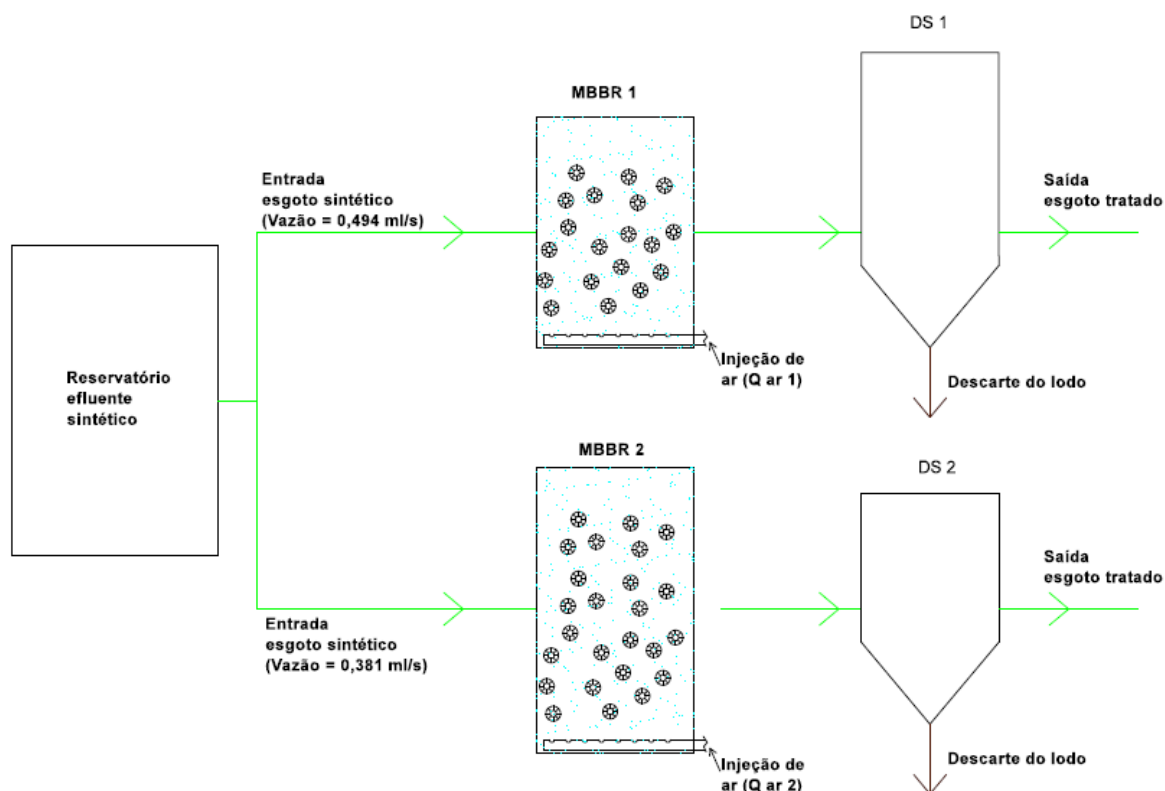 DS 1
MBBR 1
Entrada
esgoto sintético
(Vazão = 0,494 ml/s)
Saída
esgoto tratado
Reservatório
efluente
sintético
Injeção de
ar (Q ar 1)
Descarte do lodo
MBBR 2
DS 2
Saída
esgoto tratado
Entrada
esgoto sintético
(Vazão = 0,381 ml/s)
Injeção de
ar (Q ar 2)
Descarte do lodo